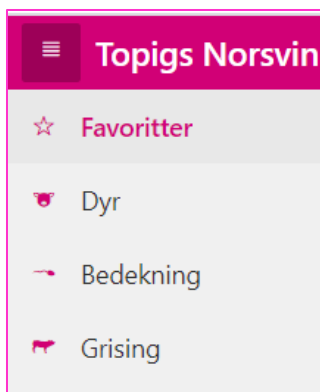 Topigs Norsvin
Favoritter
Dyr
Bedekning
Grising